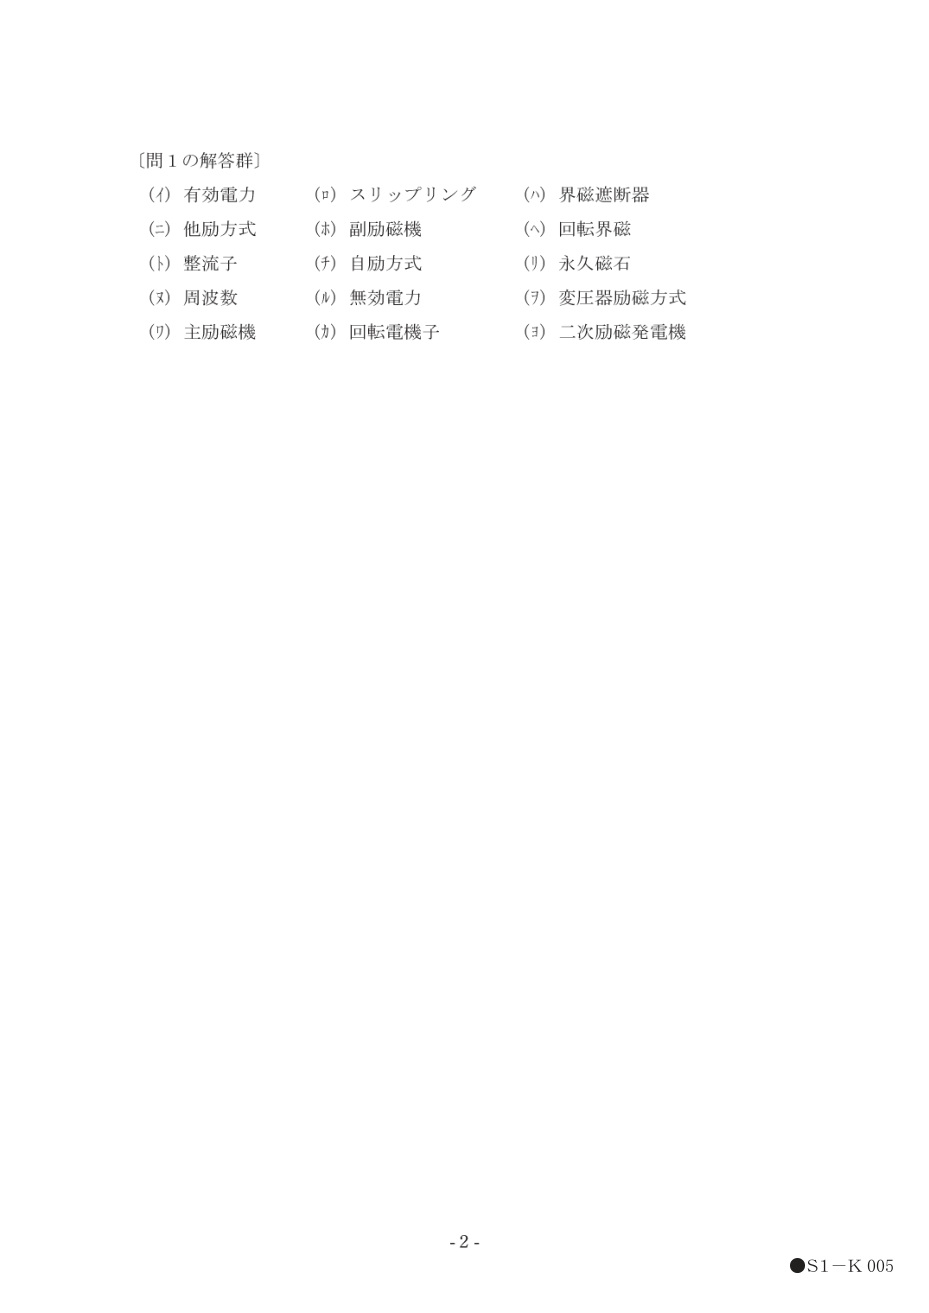 〔問1の解答群〕
(イ) 有効電力 (ロ) スリップリング (ハ) 界磁遮断器
(ニ) 他励方式 (ホ) 副励磁機 (ヘ) 回転界磁
(ト) 整流子 (チ) 自励方式 (リ) 永久磁石
(ヌ) 周波数 (ル) 無効電力 (ヲ) 変圧器励磁方式
(ワ) 主励磁機 (カ) 回転電機子 (ヨ) 二次励磁発電機
- 2 -
●S1－K 005